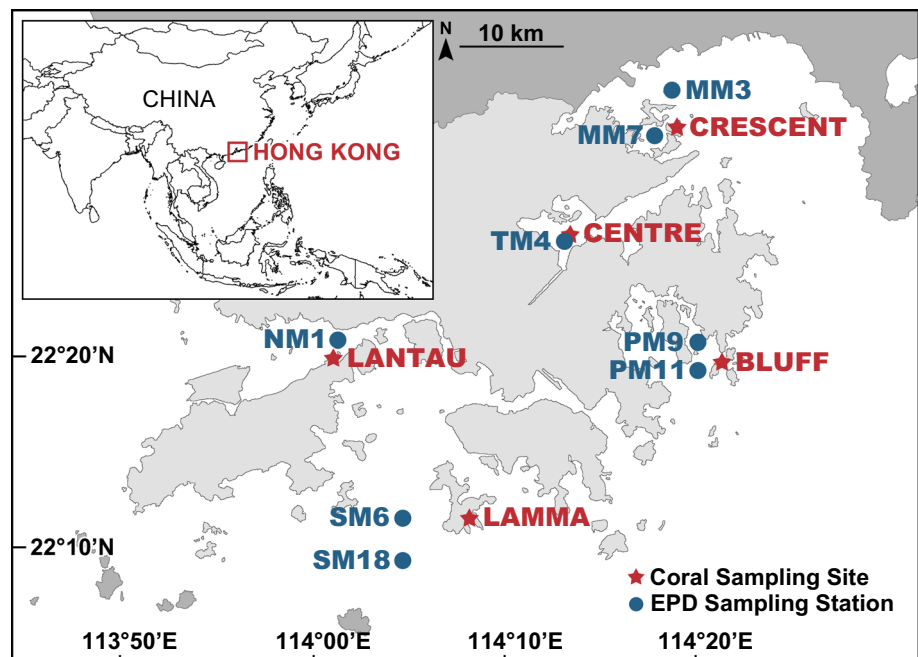 N
10 km
CHINA
HONG KONG
MM3
CRESCENT
MM7
CENTRE
TM4
NM1
LANTAU
PM9
BLUFF
PM11
22°20'N
SM6
LAMMA
SM18
22°10'N
Coral Sampling Site
EPD Sampling Station
113°50'E
114°00'E
114°10'E
114°20'E